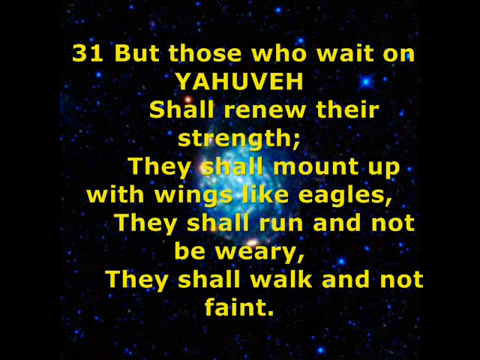 31 But those who wait on
YAHUVEH
Shall renew their
strength;
They shall mount up
with wings like eagles,
They shall run and not
be weary,
They shall walk and not
faint.